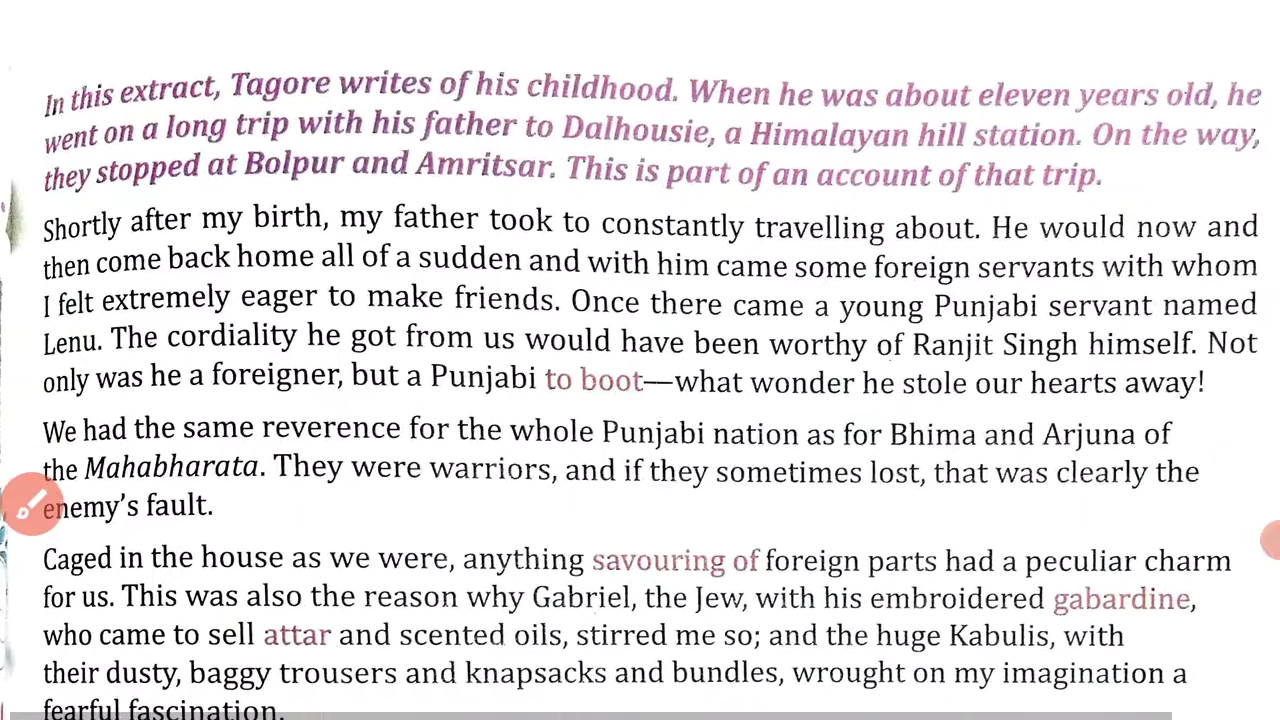 In this extract, Tagore writes of his childhood. When he was about eleven years old, he
went on a long trip with his father to Dalhousie, a Himalayan hill station. On the way,
they stopped at Bolpur and Amritsar. This is part of an account of that trip.
Shortly after my birth, my father took to constantly travelling about. He would now and
then come back home all of a sudden and with him came some foreign servants with whom
I felt extremely eager to make friends. Once there came a young Punjabi servant named
Lenu. The cordiality he got from us would have been worthy of Ranjit Singh himself. Not
only was he a foreigner, but a Punjabi to boot—what wonder he stole our hearts away!
We had the same reverence for the whole Punjabi nation as for Bhima and Arjuna of
the Mahabharata. They were warriors, and if they sometimes lost, that was clearly the
enemy's fault.
Caged in the house as we were, anything savouring of foreign parts had a peculiar charm
for us. This was also the reason why Gabriel, the Jew, with his embroidered gabardine,
who came to sell attar and scented oils, stirred me so; and the huge Kabulis, with
their dusty, baggy trousers and knapsacks and bundles, wrought on my imagination a
fearful fascination.